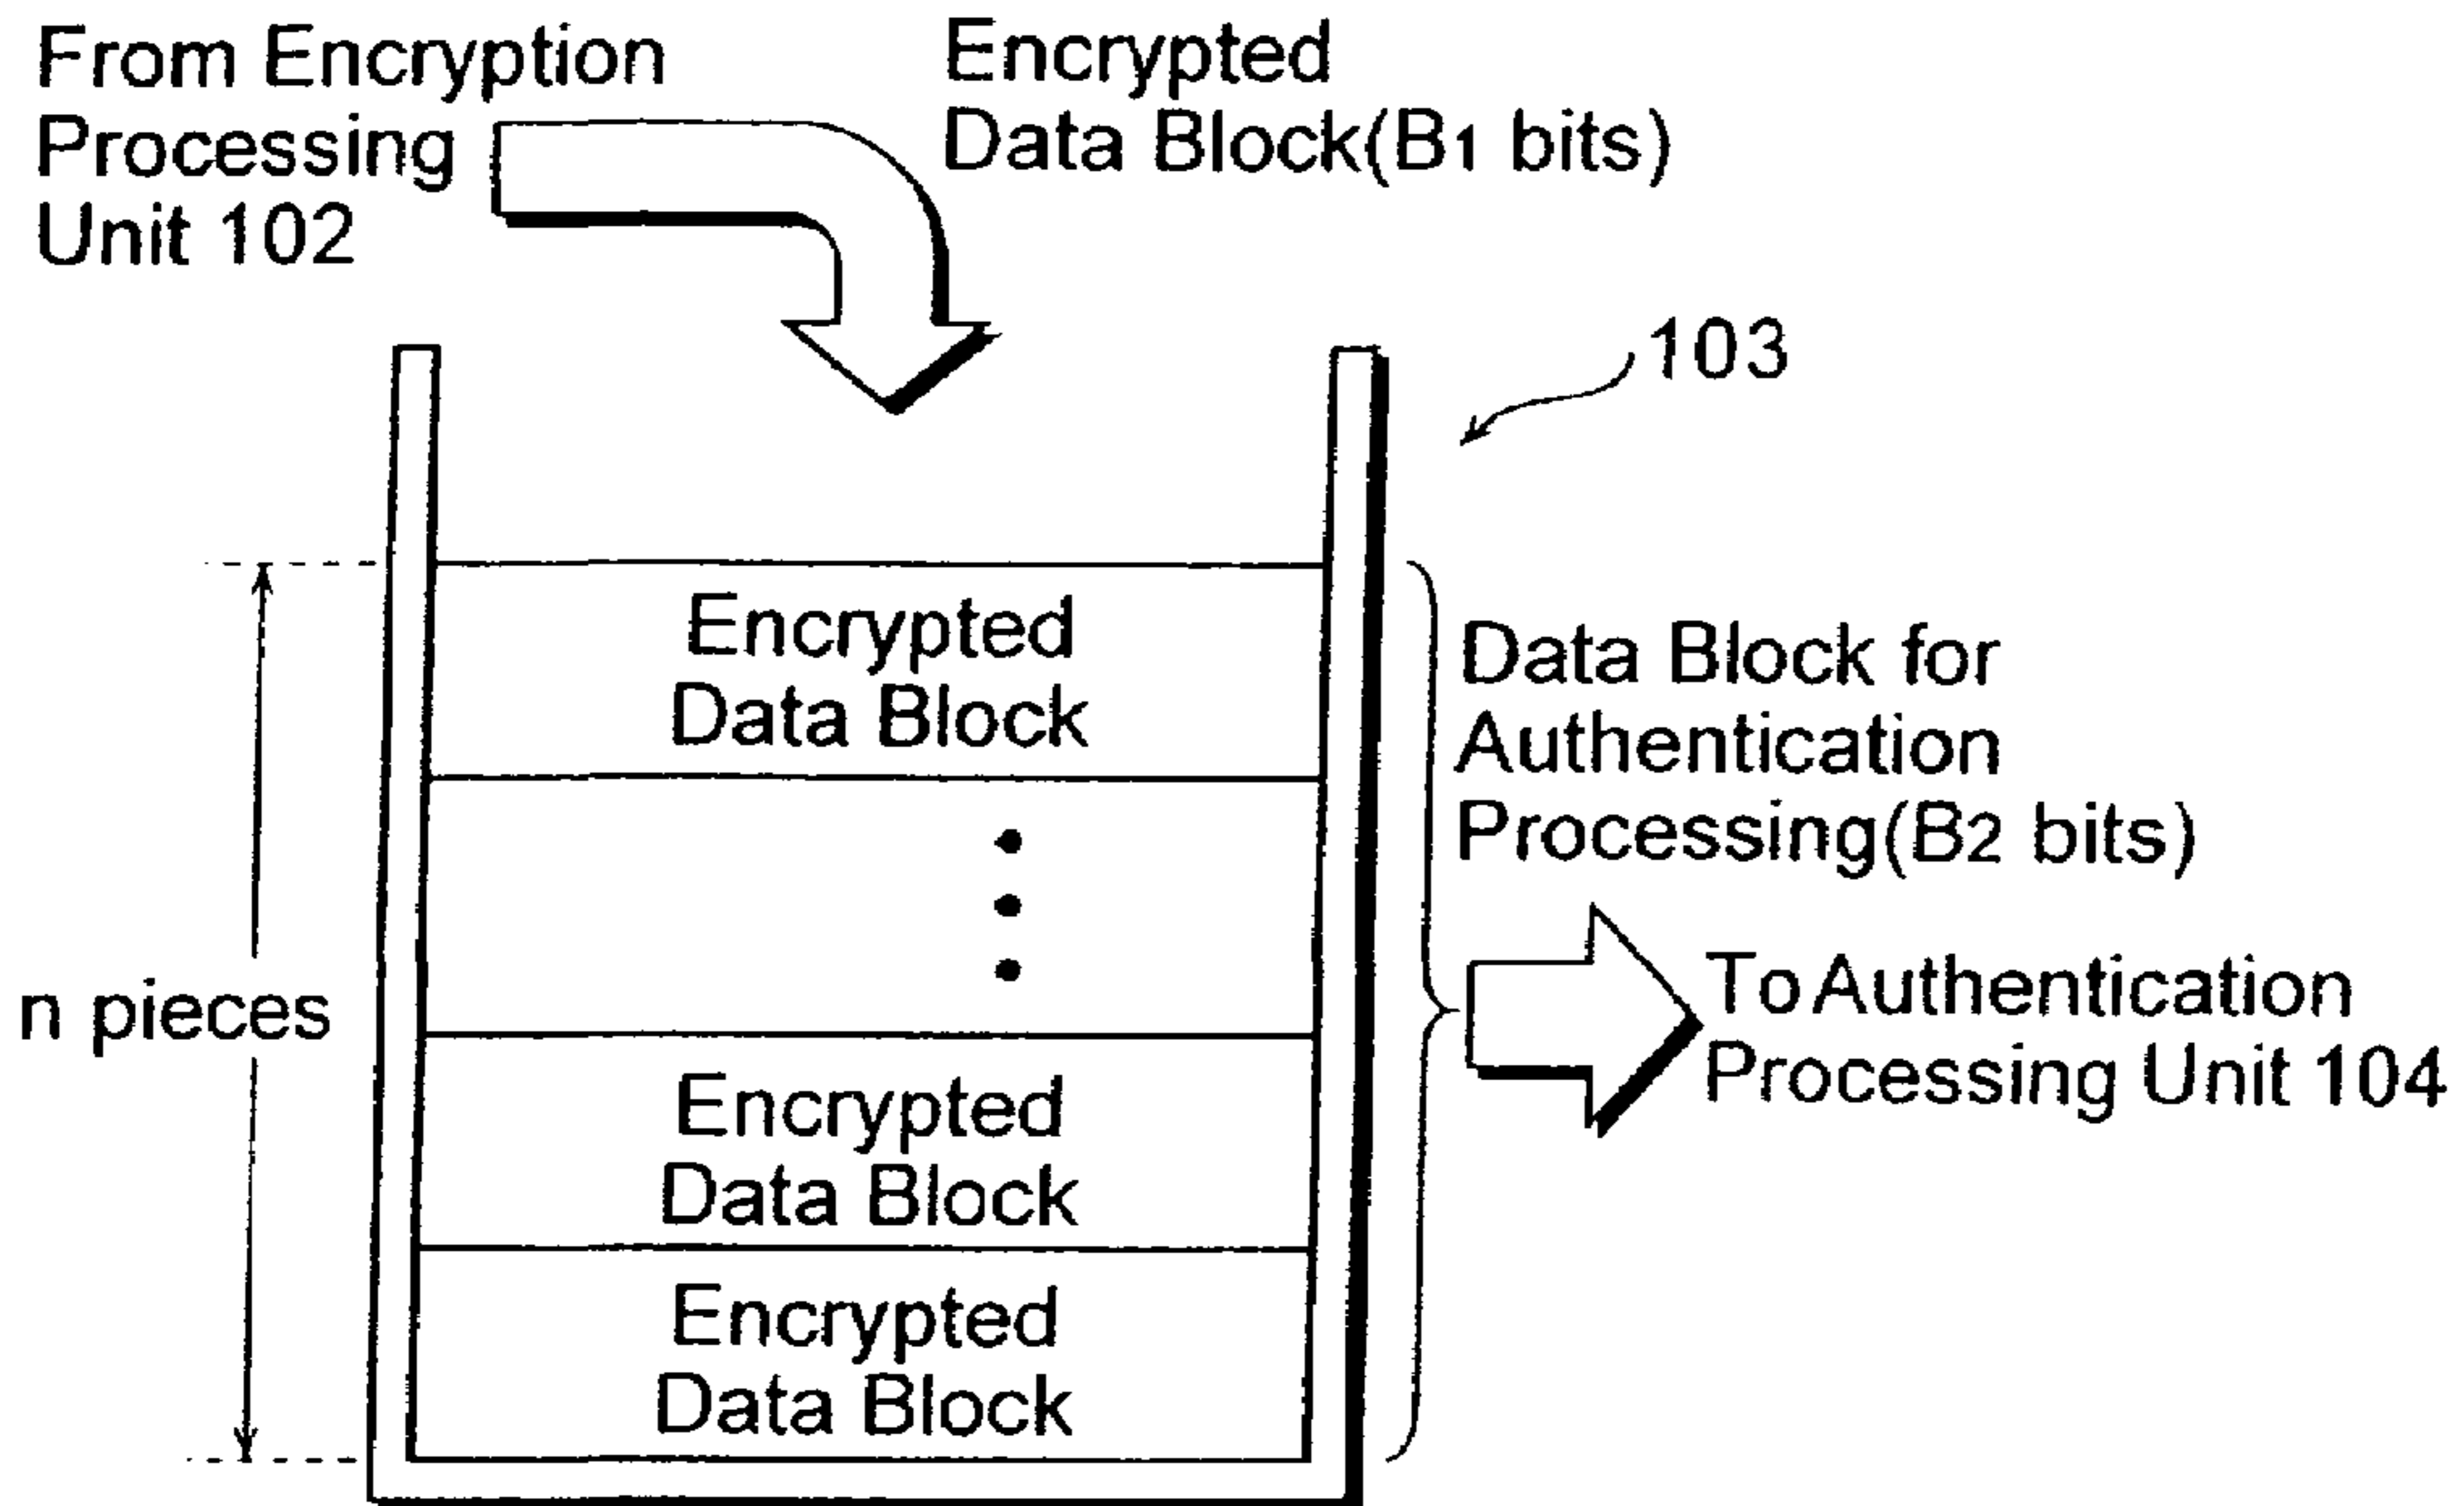 From Encryption
Processing
Unit 102
Encrypted
Data Block(B1 bits)
103
Encrypted
Data Block
Data Block for
Authentication
Processing(B2 bits)
n pieces
To Authentication
Processing Unit 104
Encrypted
Data Block
Encrypted
Data Block